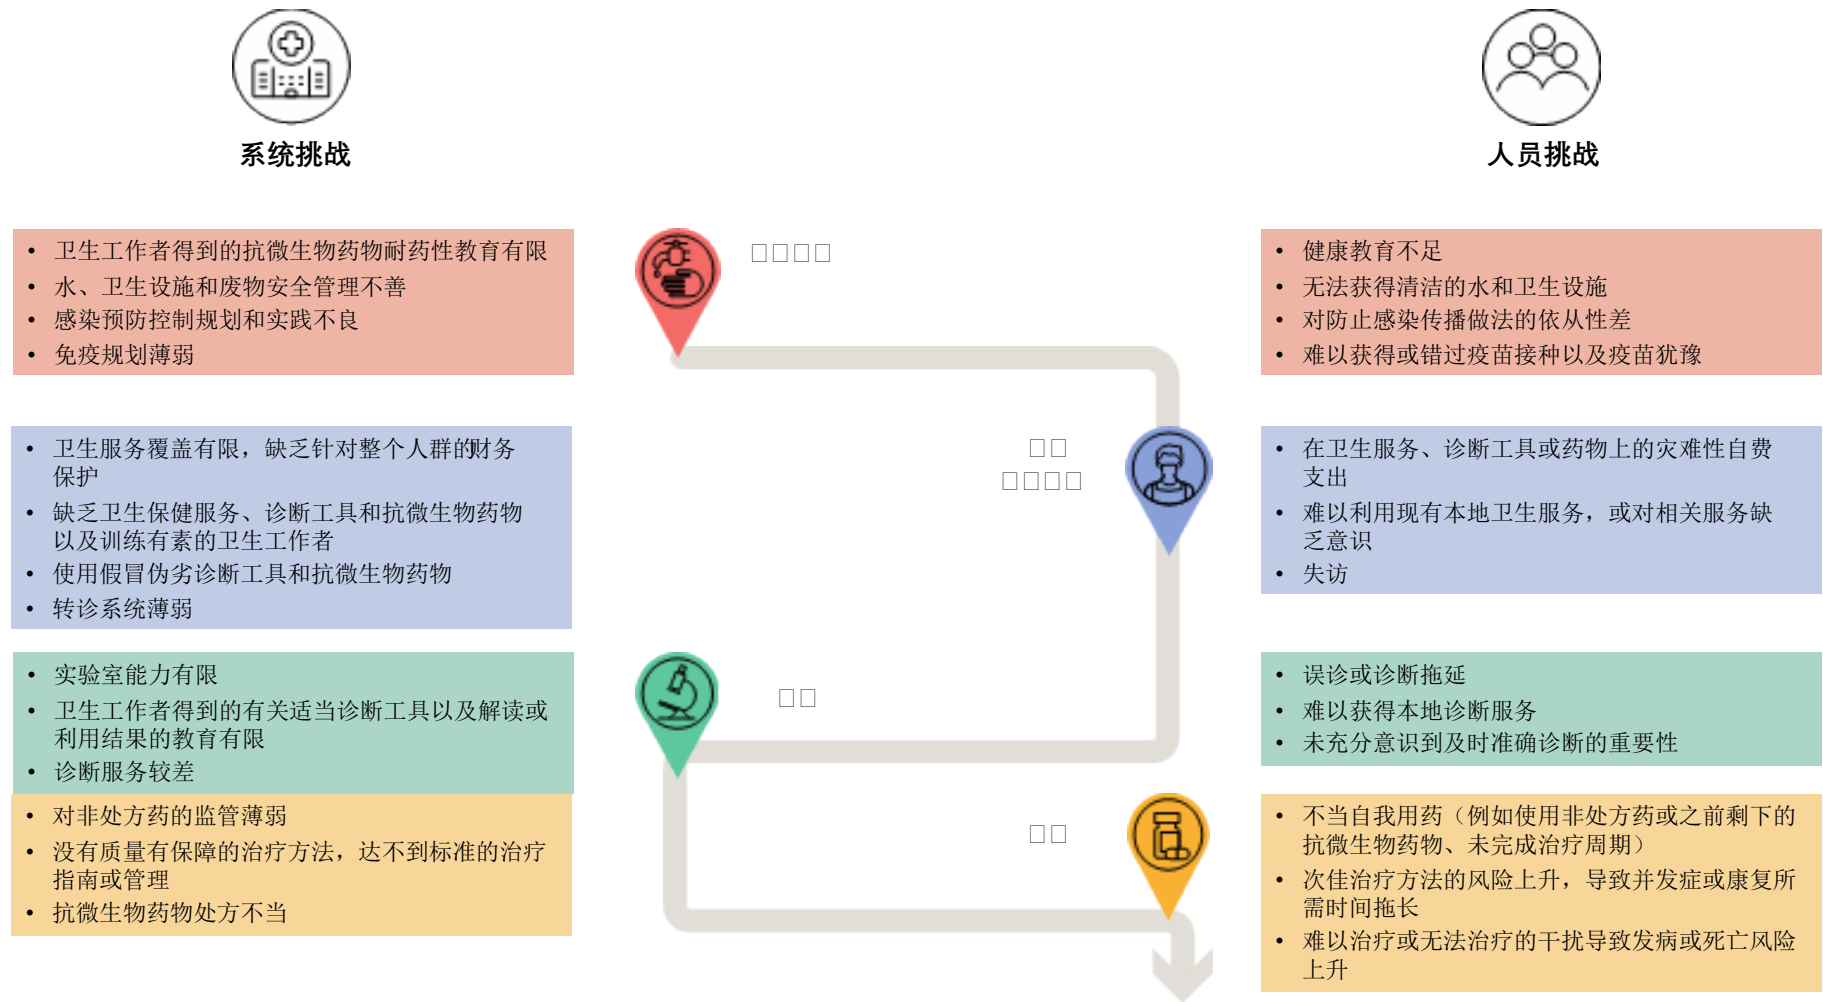 系统挑战
人员挑战
• 卫生工作者得到的抗微生物药物耐药性教育有限
• 水、卫生设施和废物安全管理不善
• 感染预防控制规划和实践不良
• 免疫规划薄弱
• 健康教育不足
• 无法获得清洁的水和卫生设施
• 对防止感染传播做法的依从性差
• 难以获得或错过疫苗接种以及疫苗犹豫
• 卫生服务覆盖有限，缺乏针对整个人群的财务
保护
• 缺乏卫生保健服务、诊断工具和抗微生物药物
以及训练有素的卫生工作者
• 使用假冒伪劣诊断工具和抗微生物药物
• 转诊系统薄弱
• 在卫生服务、诊断工具或药物上的灾难性自费
支出
• 难以利用现有本地卫生服务，或对相关服务缺
乏意识
• 失访
• 实验室能力有限
• 卫生工作者得到的有关适当诊断工具以及解读或
利用结果的教育有限
• 诊断服务较差
• 误诊或诊断拖延
• 难以获得本地诊断服务
• 未充分意识到及时准确诊断的重要性
• 对非处方药的监管薄弱
• 没有质量有保障的治疗方法，达不到标准的治疗
指南或管理
• 抗微生物药物处方不当
• 不当自我用药（例如使用非处方药或之前剩下的
抗微生物药物、未完成治疗周期）
• 次佳治疗方法的风险上升，导致并发症或康复所
需时间拖长
• 难以治疗或无法治疗的干扰导致发病或死亡风险
上升